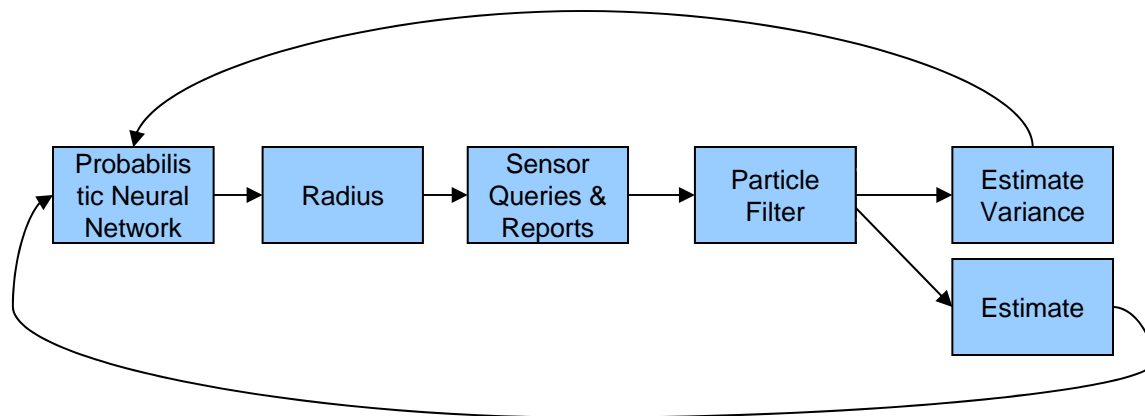 Probabilis
tic Neural
Network
Radius
Sensor
Queries &
Reports
Particle
Filter
Estimate
Variance
Estimate